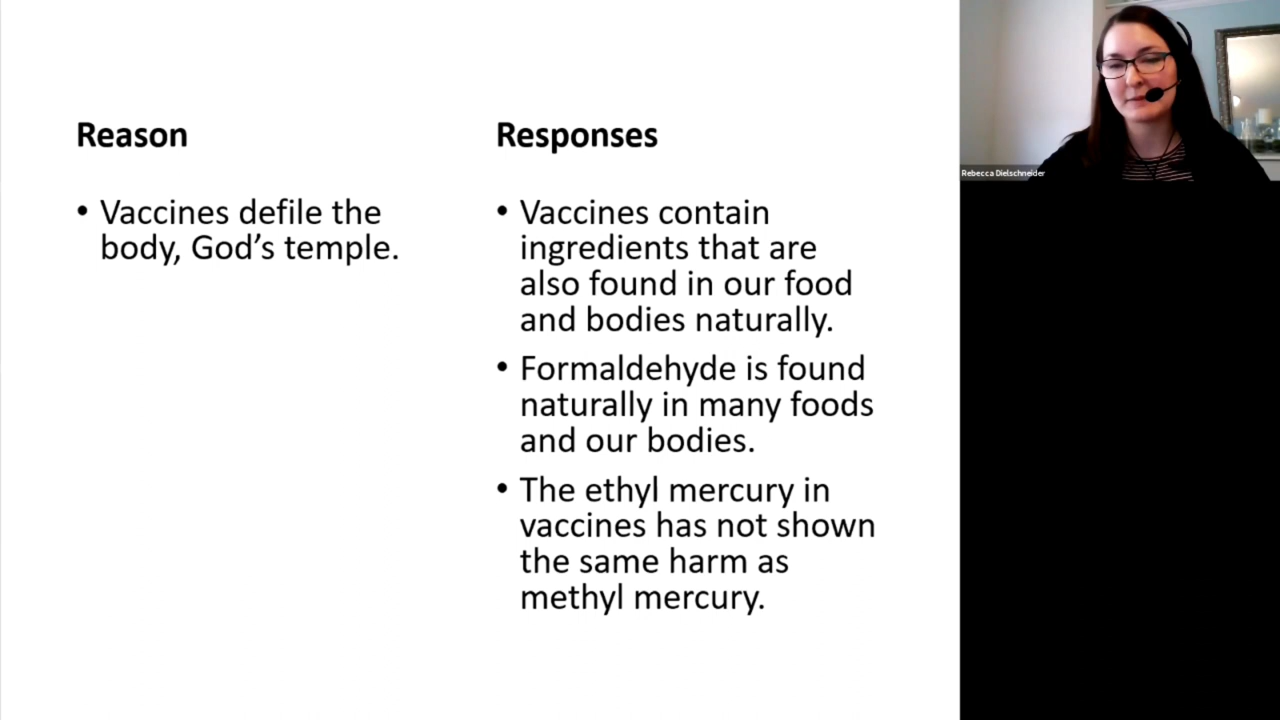 Reason
• Vaccines defile the
body, God’s temple.
Responses
• Vaccines contain
ingredients that are
also found in our food
and bodies naturally.
• Formaldehyde is found
naturally in many foods
and our bodies.
• The ethyl mercury in
vaccines has not shown
the same harm as
methyl mercury.
Rebecca Dielschneider